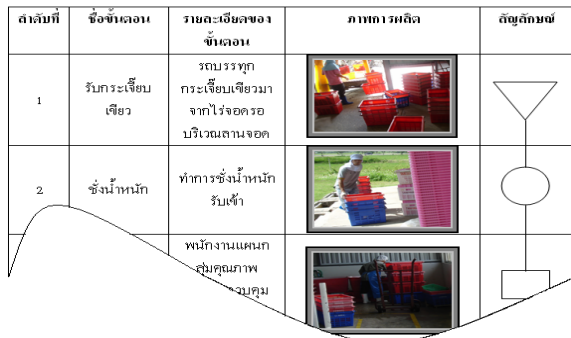 ลำดับที่ ชื่อขั้นตอน รายละเอียดของ ภาพการผลิต สัญลักษณ์
ขั้นตอน
1 รับกระเจี๊ยบ
เขียว
รถบรรทุก
กระเจี๊ยบเขียวมา
จากไร่จอดรอ
บริเวณลานจอด
2 ชั่งน้ำหนัก ทำการชั่งน้ำหนัก
รับเข้า
พนักงานแผนก
สุ่มคุณภาพ
ควบคุม